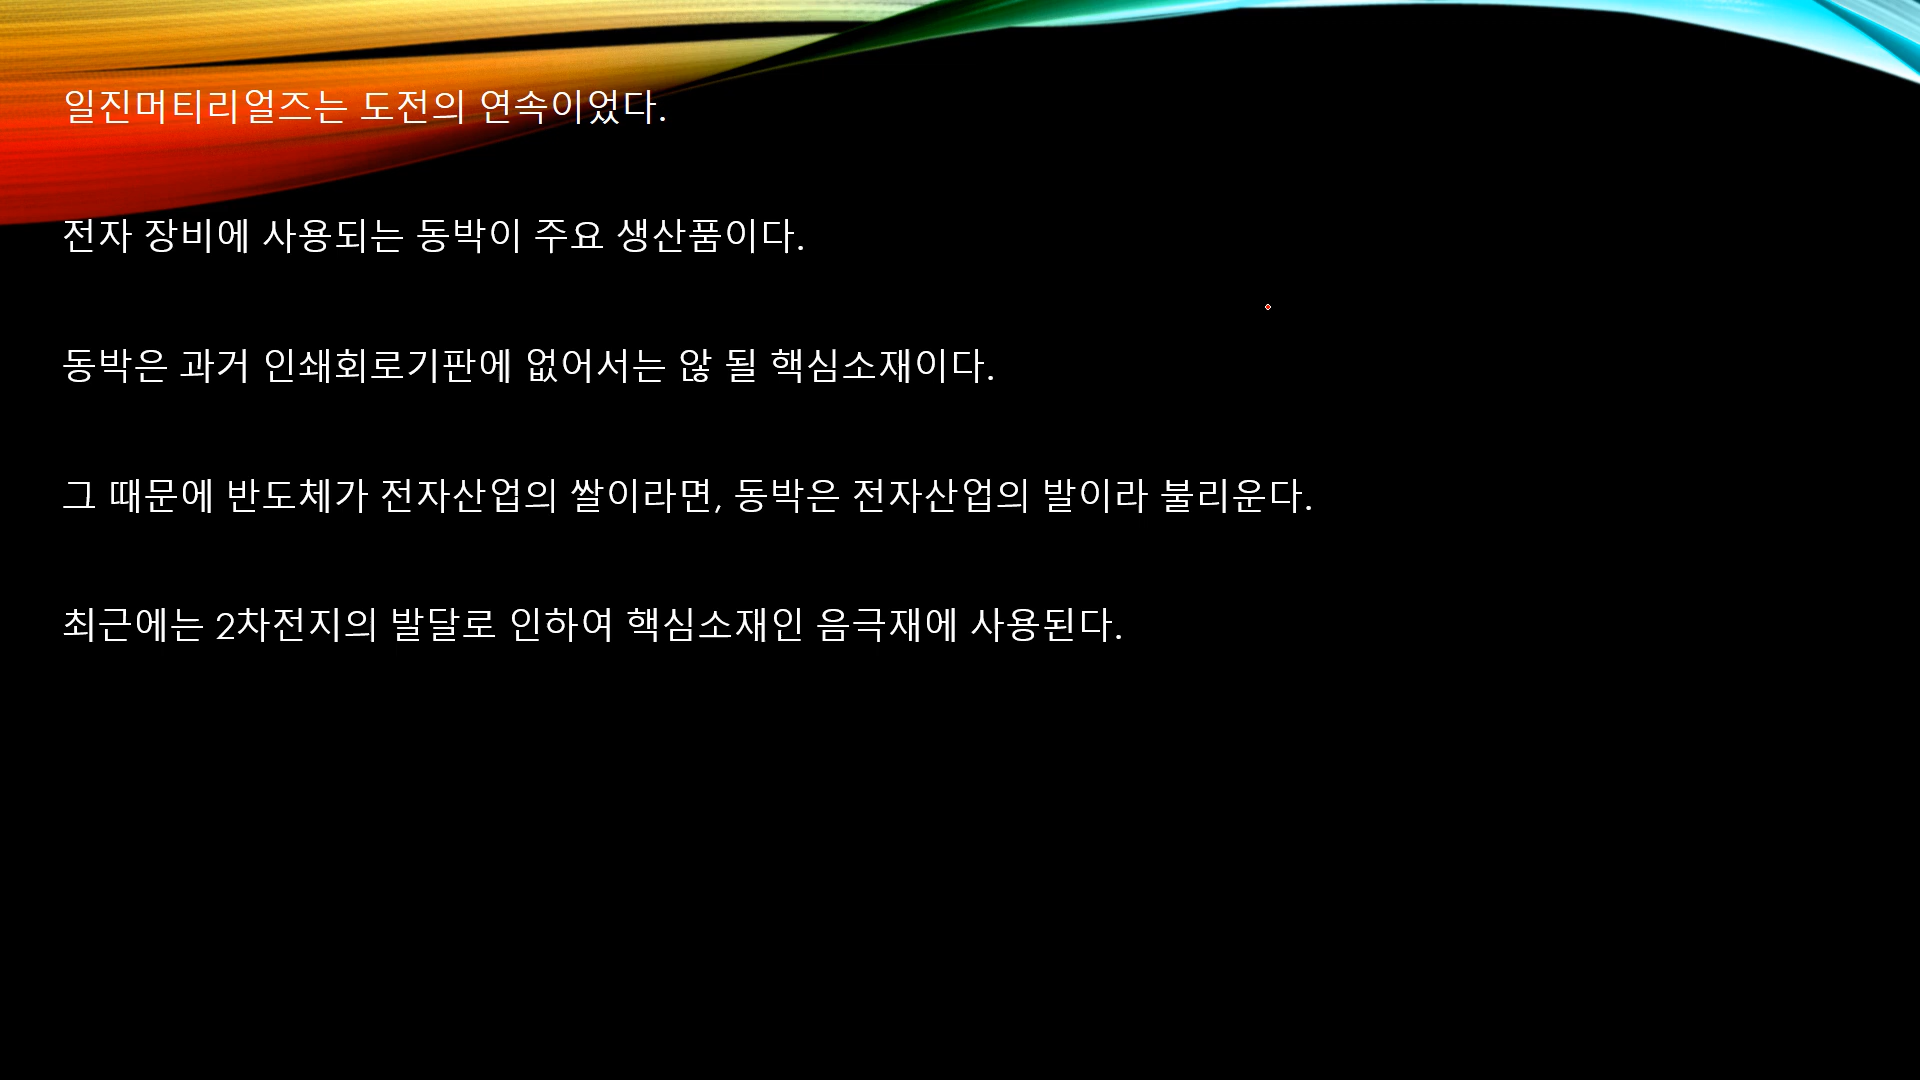 일진머티리얼즈는 도전의 연속이었다.
전자 장비에 사용되는 동박이 주요 생산품이다.
동박은 과거 인쇄회로기판에 없어서는 않 될 핵심소재이다.
그 때문에 반도체가 전자산업의 쌀이라면, 동박은 전자산업의 발이라 불리운다.
최근에는 2차전지의 발달로 인하여 핵심소재인 음극재에 사용된다.